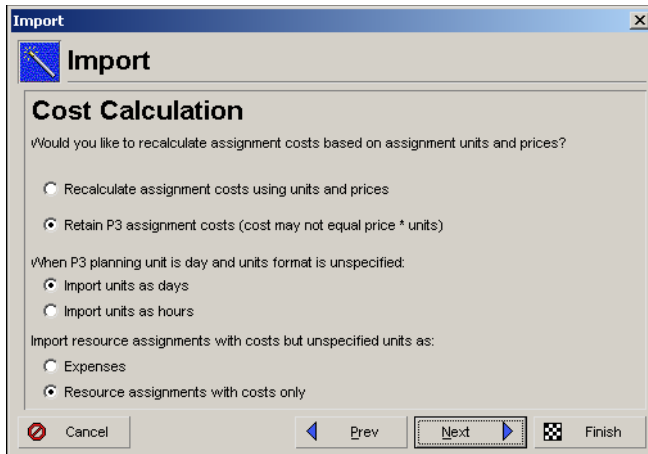 Import
Import
Cost Calculation
Would you like to recalculate assignment costs based on assignment units and prices?
Recalculate assignment costs using units and prices
Retain P3 assignment costs (cost may not equal price * units)
When P3 planning unit is day and units format is unspecified:
Import units as days
Import units as hours
Import resource assignments with costs but unspecified units as:
Expenses
Resource assignments with costs only
Cancel Prev Next Finish